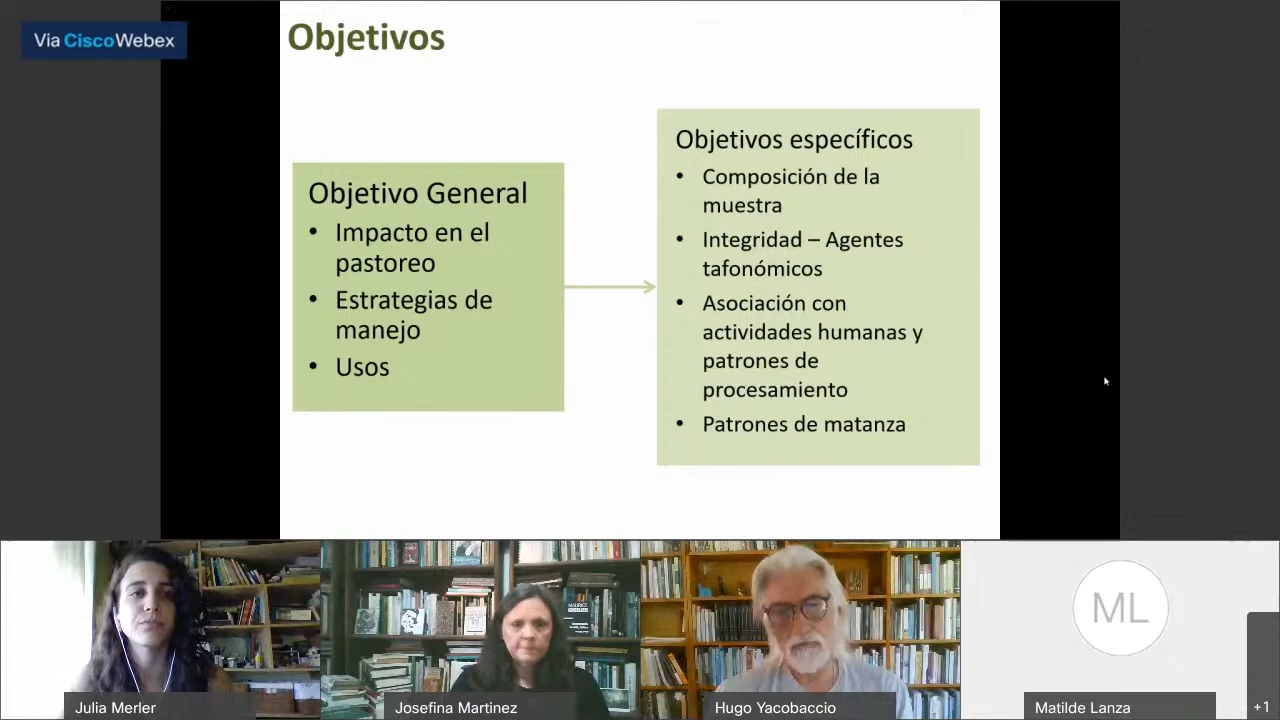 Via CiscoWebex
Objetivos
Objetivo General
• Impacto en el
pastoreo
• Estrategias de
manejo
• Usos
Objetivos específicos
• Composición de la
muestra
• Integridad – Agentes
tafonómicos
• Asociación con
actividades humanas y
patrones de
procesamiento
• Patrones de matanza
MAURICE
GODELIER
ML
Julia Merler
Josefina Martinez
Hugo Yacobaccio
Matilde Lanza
+1